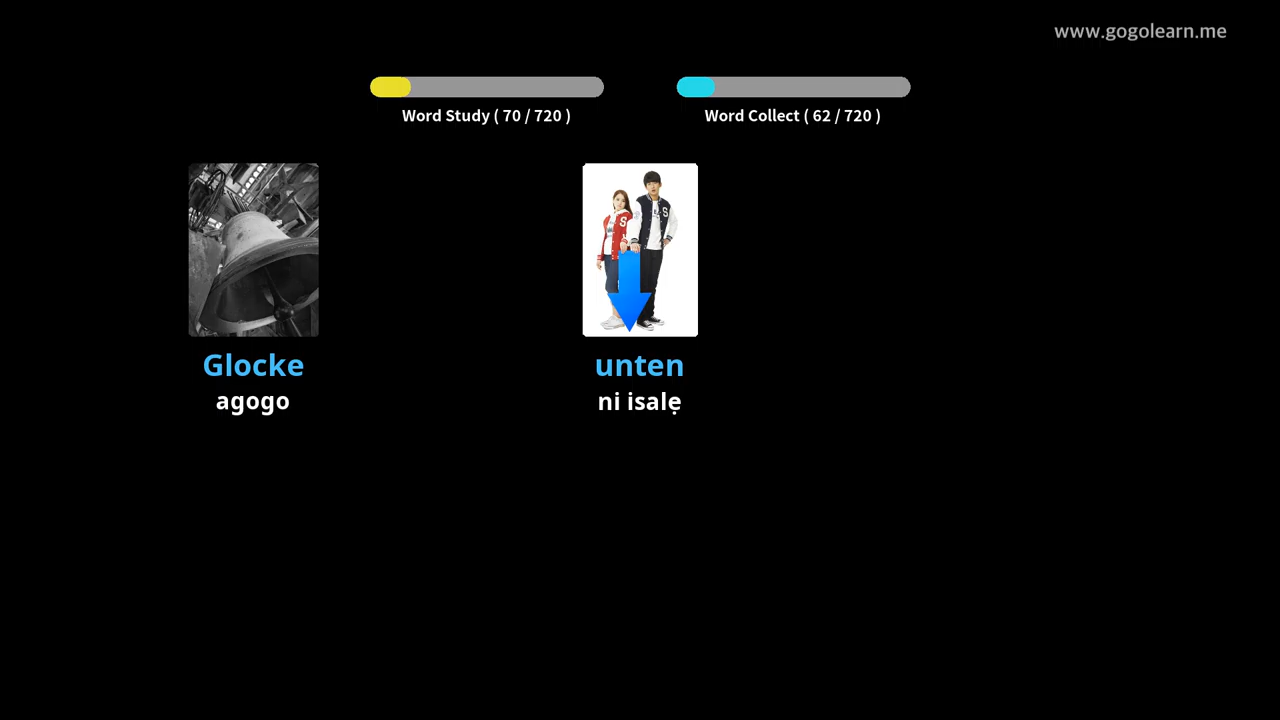 www.gogolearn.me
Word Study ( 70 / 720 )
Word Collect ( 62 / 720 )
Glocke
agogo
unten
ni isalẹ